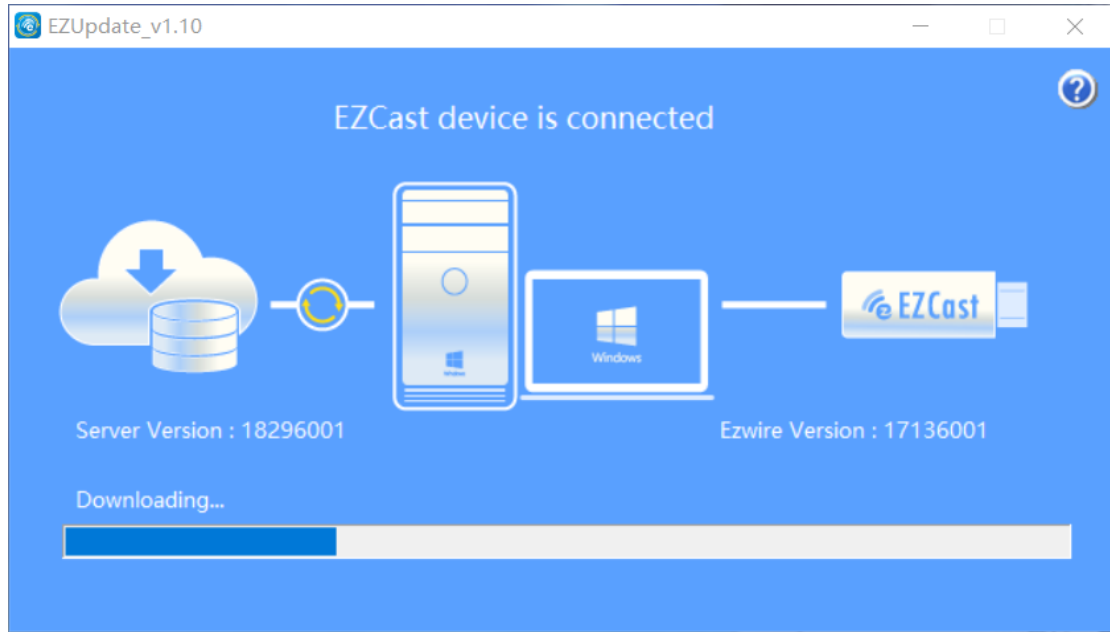 EZUpdate_v1.10
EZCast device is connected
EZCast
Windows
Server Version : 18296001
Ezwire Version : 17136001
Downloading...